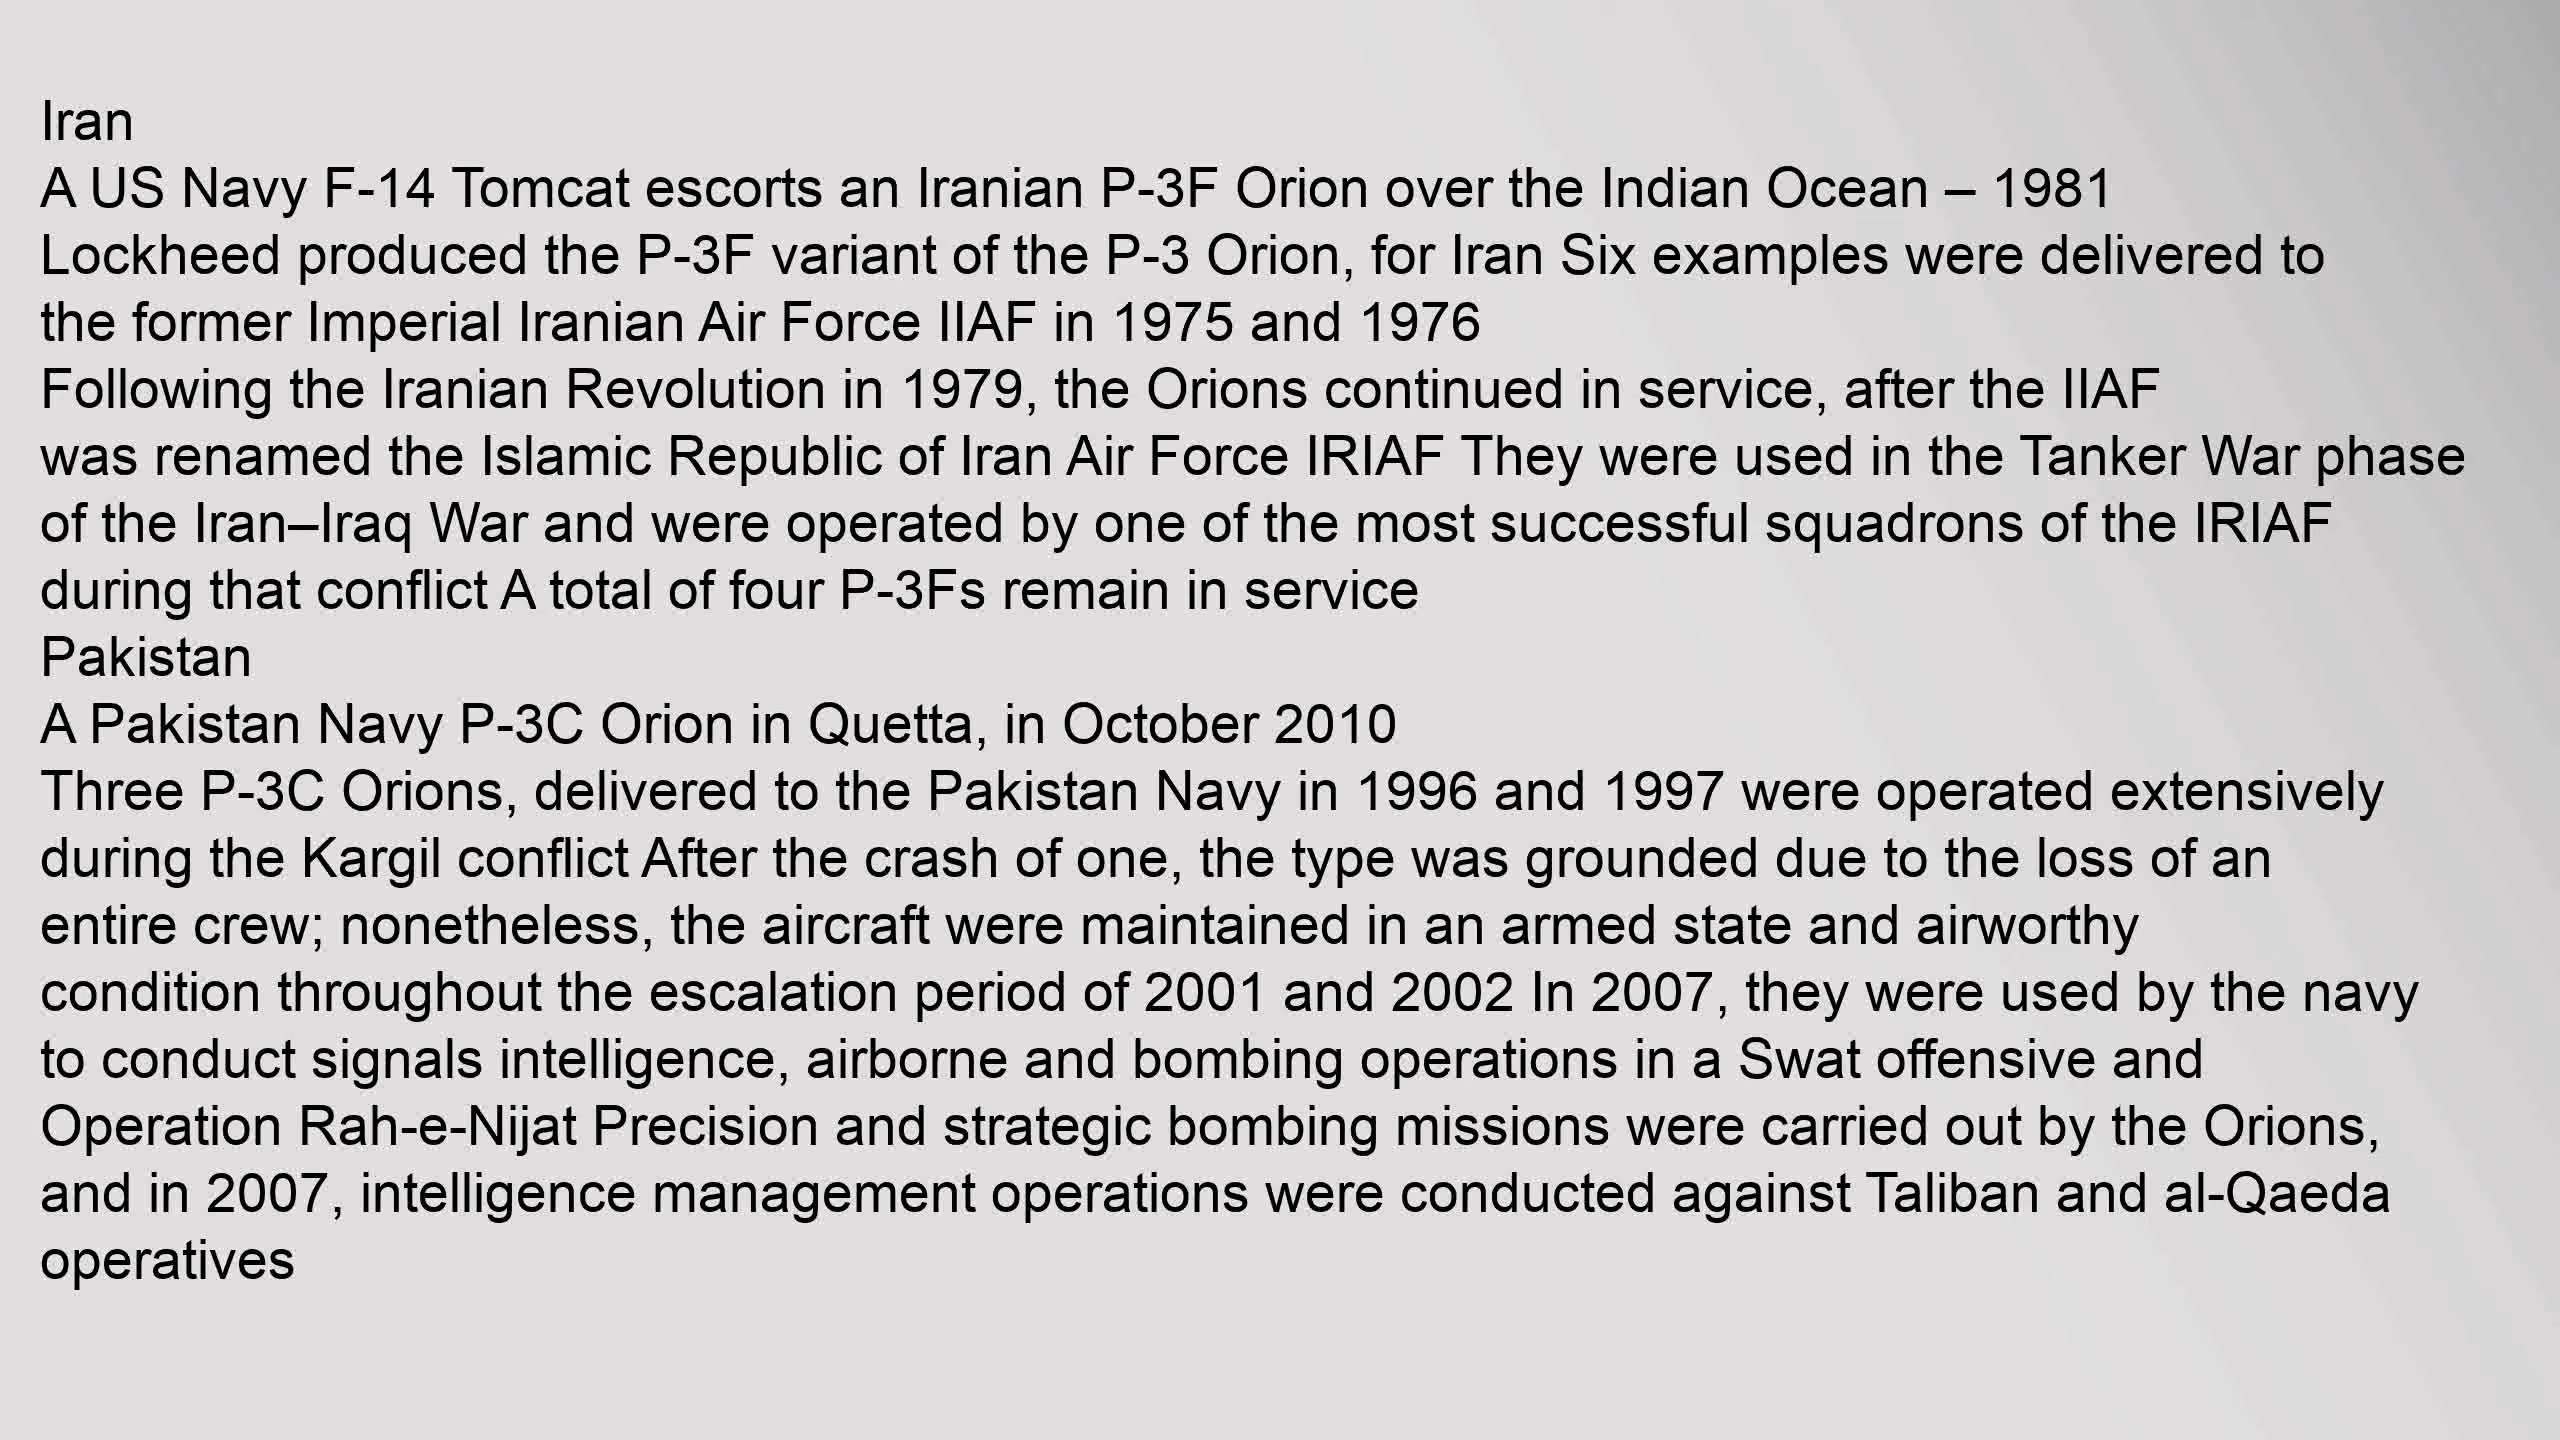 Iran
A US Navy F-14 Tomcat escorts an Iranian P-3F Orion over the Indian Ocean – 1981
Lockheed produced the P-3F variant of the P-3 Orion, for Iran Six examples were delivered to
the former Imperial Iranian Air Force IIAF in 1975 and 1976
Following the Iranian Revolution in 1979, the Orions continued in service, after the IIAF
was renamed the Islamic Republic of Iran Air Force IRIAF They were used in the Tanker War phase
of the Iran–Iraq War and were operated by one of the most successful squadrons of the IRIAF
during that conflict A total of four P-3Fs remain in service
Pakistan
A Pakistan Navy P-3C Orion in Quetta, in October 2010
Three P-3C Orions, delivered to the Pakistan Navy in 1996 and 1997 were operated extensively
during the Kargil conflict After the crash of one, the type was grounded due to the loss of an
entire crew; nonetheless, the aircraft were maintained in an armed state and airworthy
condition throughout the escalation period of 2001 and 2002 In 2007, they were used by the navy
to conduct signals intelligence, airborne and bombing operations in a Swat offensive and
Operation Rah-e-Nijat Precision and strategic bombing missions were carried out by the Orions,
and in 2007, intelligence management operations were conducted against Taliban and al-Qaeda
operatives